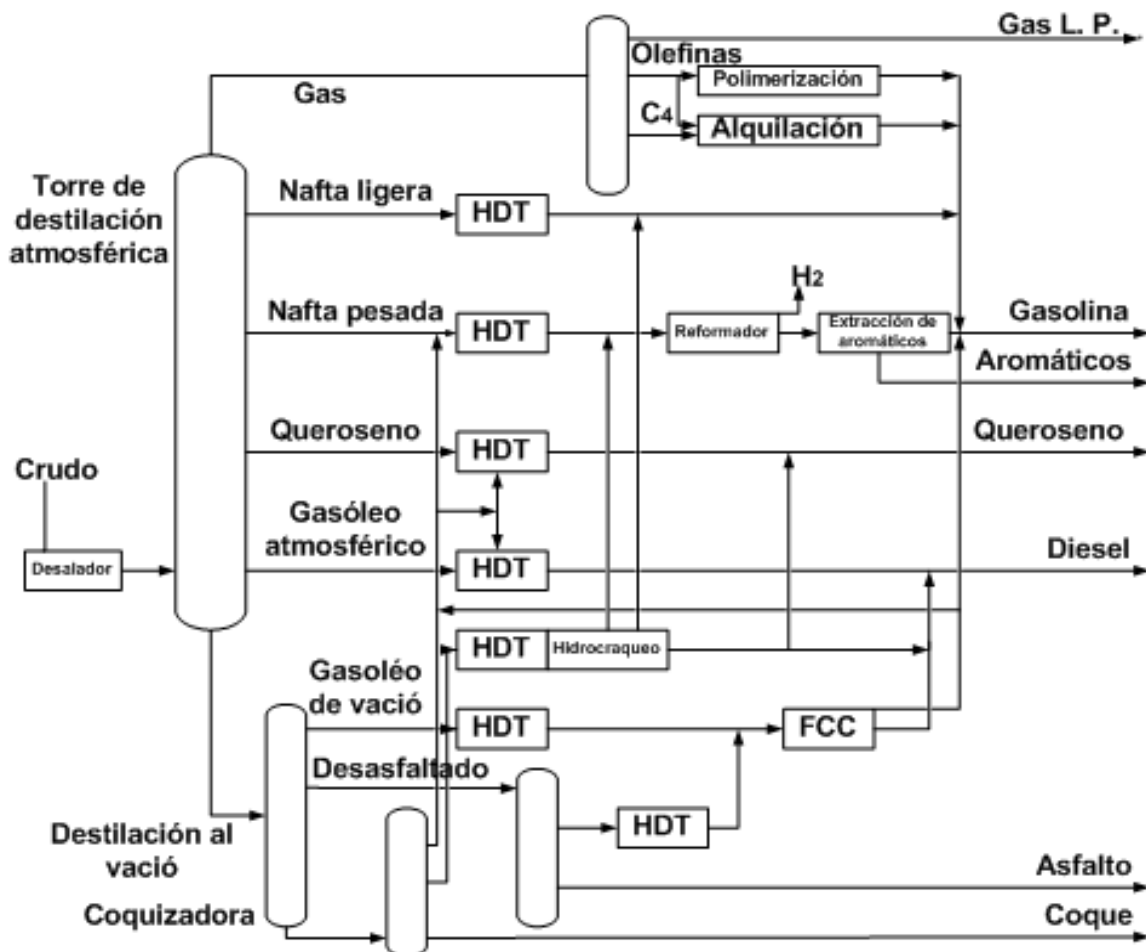 Gas L. P.
Olefinas
Polimerización
Gas
C4
Alquilación
Torre de
destilación
atmosférica
Nafta ligera
HDT
H2
Nafta pesada
HDT
Reformador
Extracción de
aromáticos
Gasolina
Aromáticos
Queroseno
HDT
Queroseno
Crudo
Gasóleo
atmosférico
HDT
Diesel
Desalador
HDT
Hidrocraqueo
Gasoléo
de vació
HDT
FCC
Desasfaltado
HDT
Destilación al
vació
Asfalto
Coquizadora
Coque